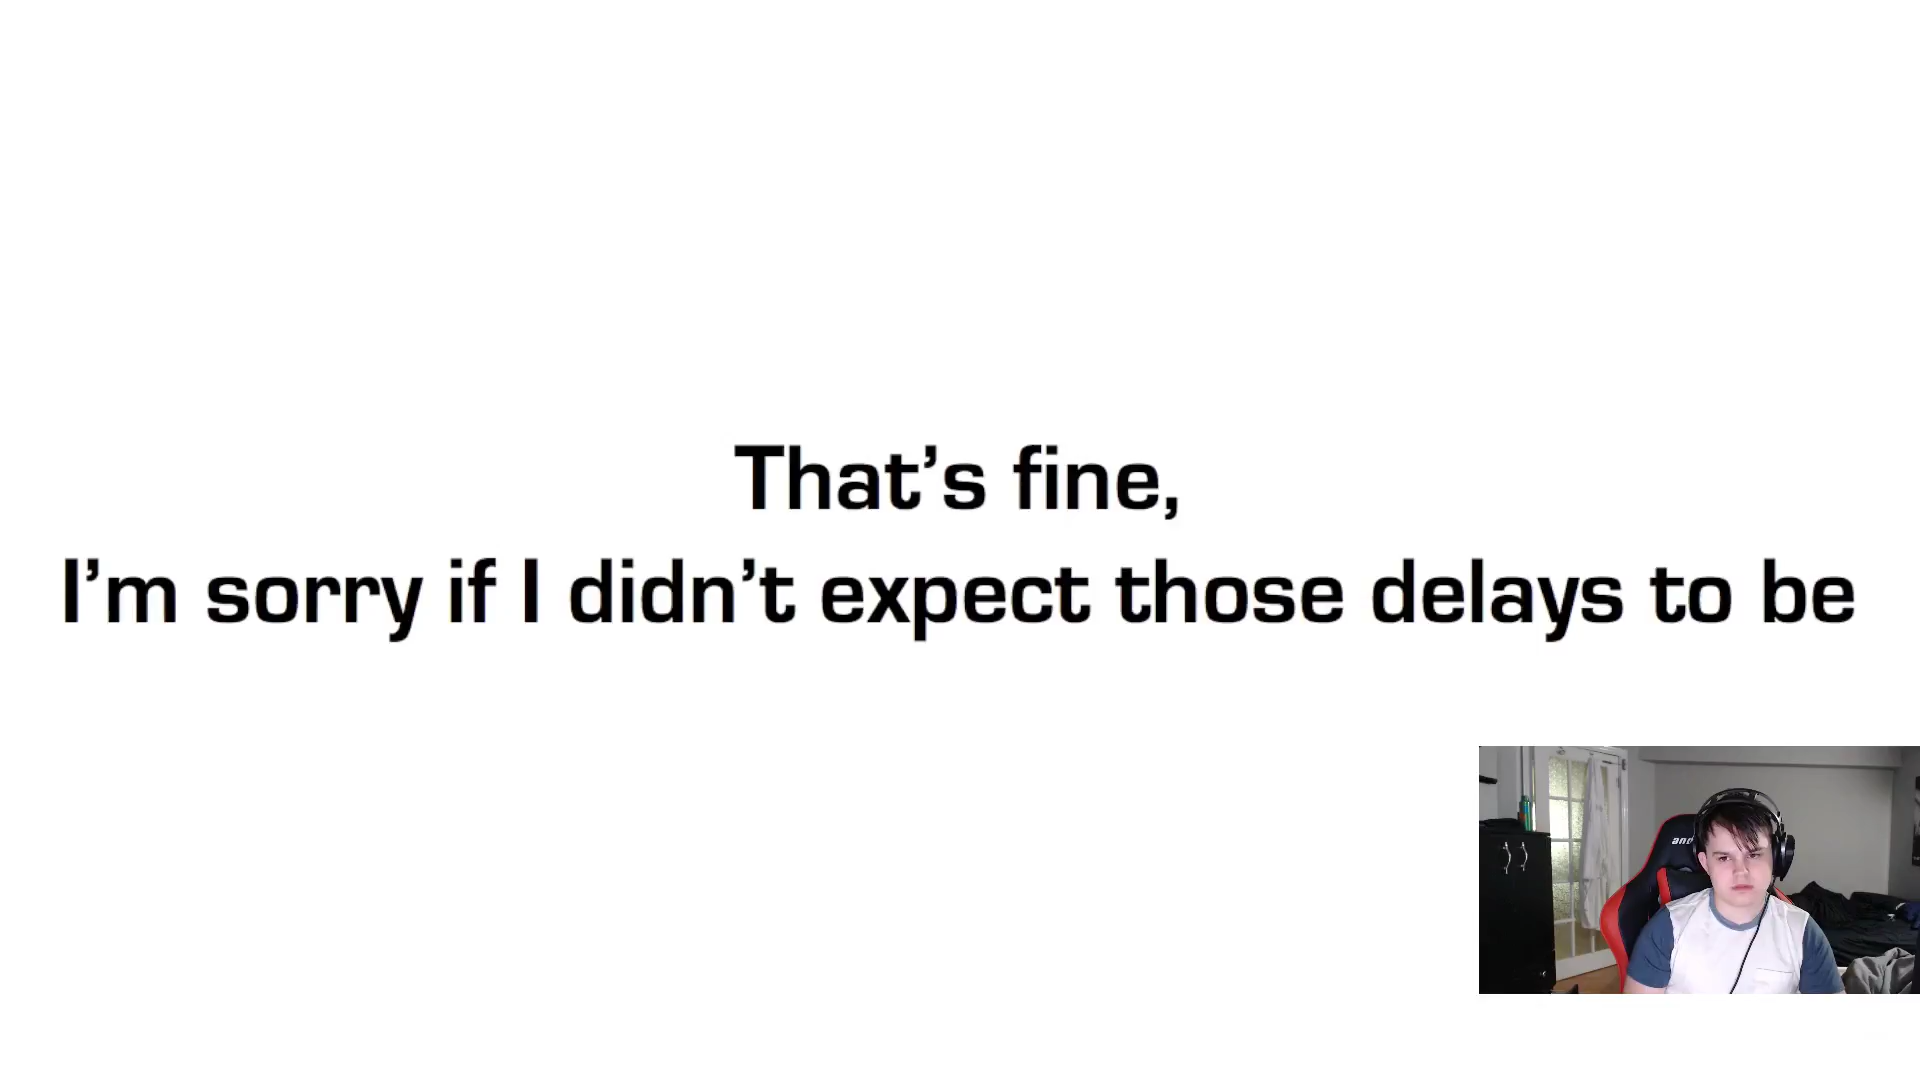 That’s fine,
I’m sorry if I didn’t expect those delays to be